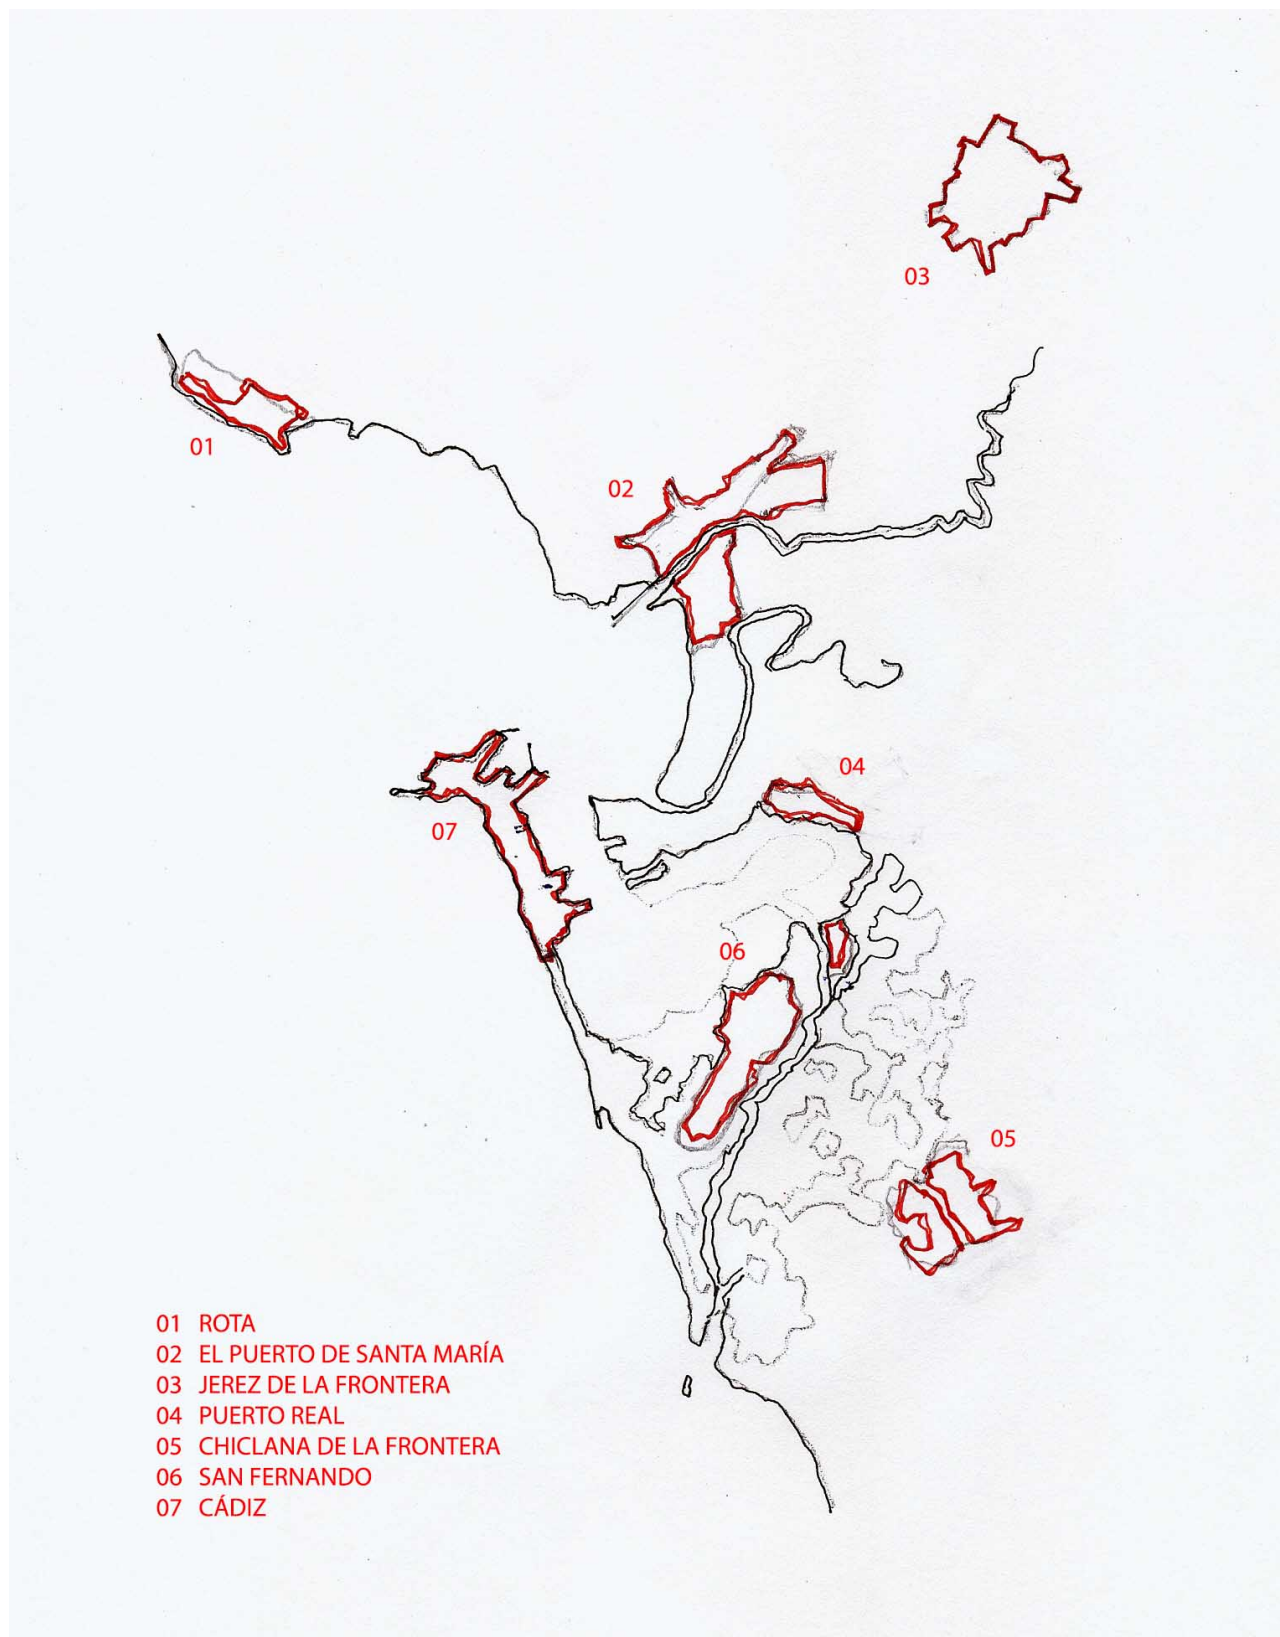 03
01
02
04
07
06
05
01 ROTA
02 EL PUERTO DE SANTA MARÍA
03 JEREZ DE LA FRONTERA
04 PUERTO REAL
05 CHICLANA DE LA FRONTERA
06 SAN FERNANDO
07 CÁDIZ